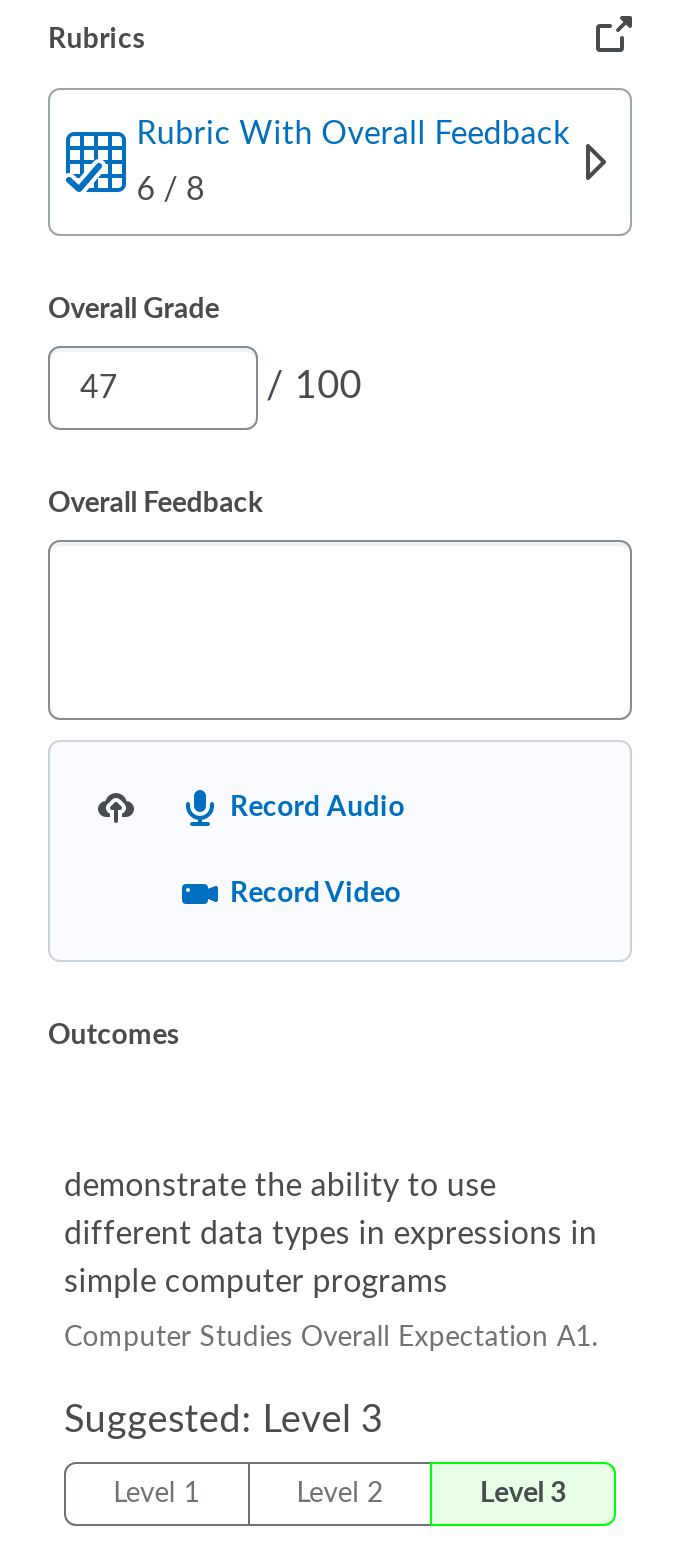 Rubrics
Rubric With Overall Feedback
6 / 8
Overall Grade
47 / 100
Overall Feedback
Record Audio
Record Video
Outcomes
demonstrate the ability to use
different data types in expressions in
simple computer programs
Computer Studies Overall Expectation A1.
Suggested: Level 3
Level 1 Level 2 Level 3